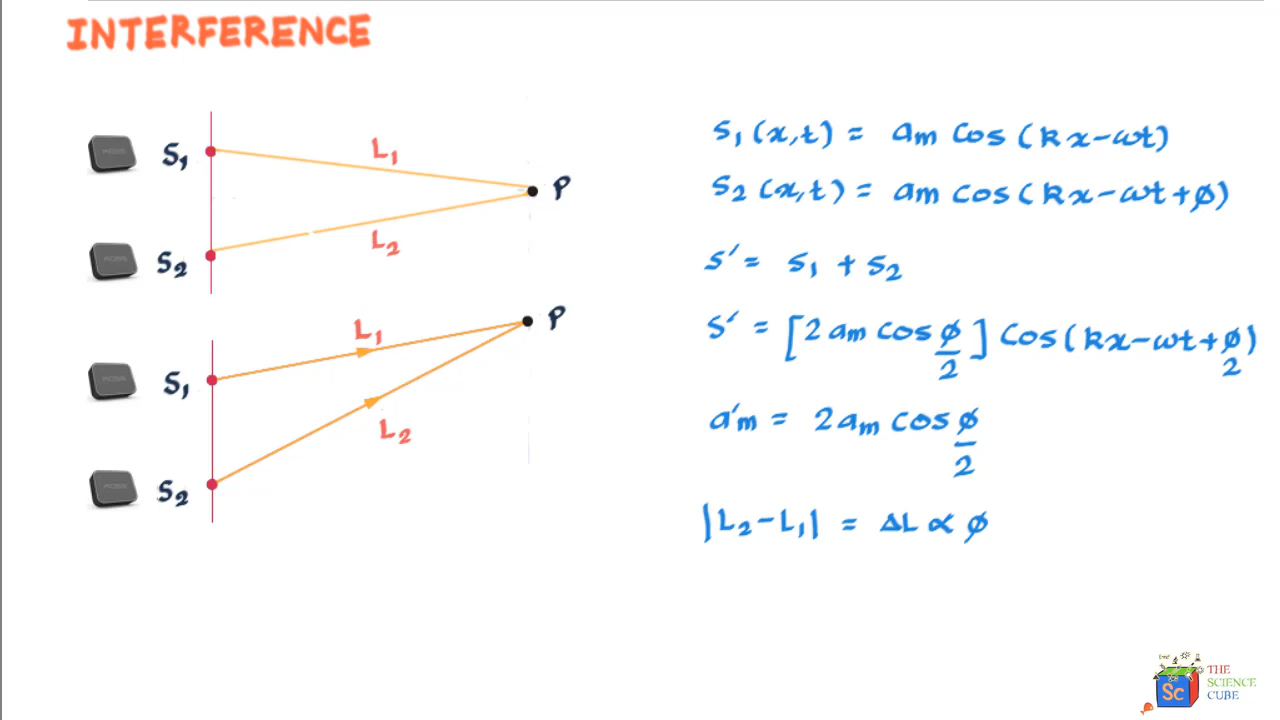 INTERFERENCE
S₁
L₁
P
S₂
L₂
S₁
L₁
P
S₂
L₂
s₁(x,t) = am cos(kx-ωt)
s₂(x,t) = am cos(kx-ωt+φ)
s′ = s₁ + s₂
s′ = [2 am cos φ/2] cos(kx-ωt+φ/2)
a′m = 2am cos φ/2
|L₂-L₁| = ΔL ∝ φ
Sc
THE
SCIENCE
CUBE